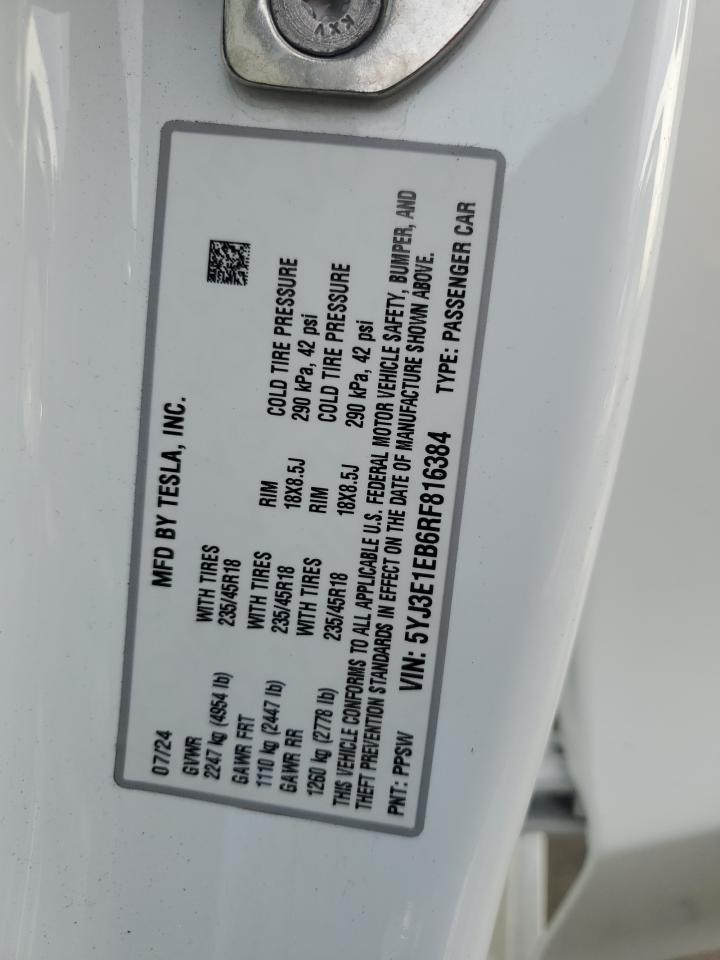 KXV
07/24 MFD BY TESLA, INC.
GVWR WITH TIRES
2247 kg (4954 lb) 235/45R18
GAWR FRT WITH TIRES RIM COLD TIRE PRESSURE
1110 kg (2447 lb) 235/45R18 18X8.5J 290 kPa, 42 psi
GAWR RR WITH TIRES RIM COLD TIRE PRESSURE
1260 kg (2778 lb) 235/45R18 18X8.5J 290 kPa, 42 psi
THIS VEHICLE CONFORMS TO ALL APPLICABLE U.S. FEDERAL MOTOR VEHICLE SAFETY, BUMPER, AND
THEFT PREVENTION STANDARDS IN EFFECT ON THE DATE OF MANUFACTURE SHOWN ABOVE.
PNT: PPSW VIN: 5YJ3E1EB6RF816384 TYPE: PASSENGER CAR